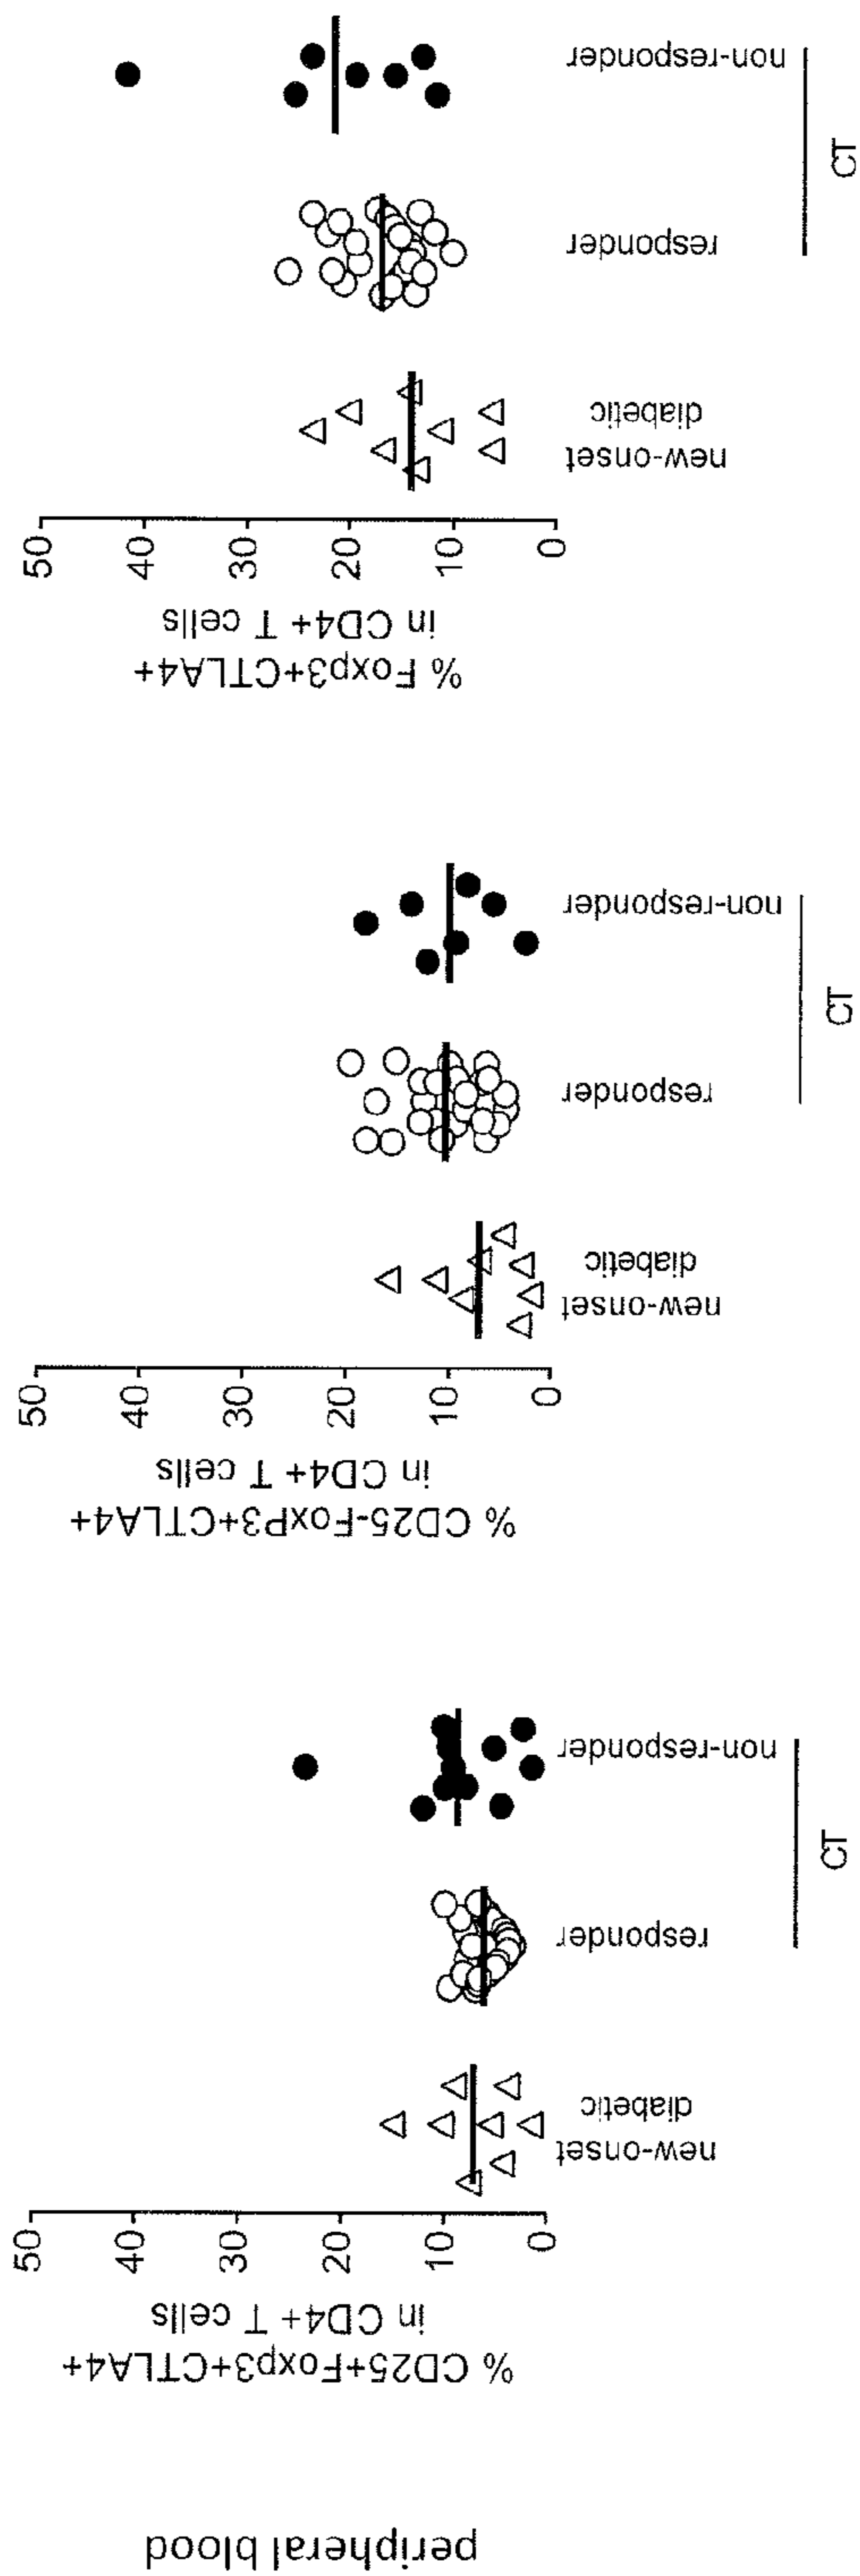 peripheral blood
% CD25+Foxp3+CTLA4+
in CD4+ T cells
50
40
30
20
10
0
new-onset
diabetic
responder
non-responder
CT
% CD25-FoxP3+CTLA4+
in CD4+ T cells
50
40
30
20
10
0
new-onset
diabetic
responder
non-responder
CT
% Foxp3+CTLA4+
in CD4+ T cells
50
40
30
20
10
0
new-onset
diabetic
responder
non-responder
CT